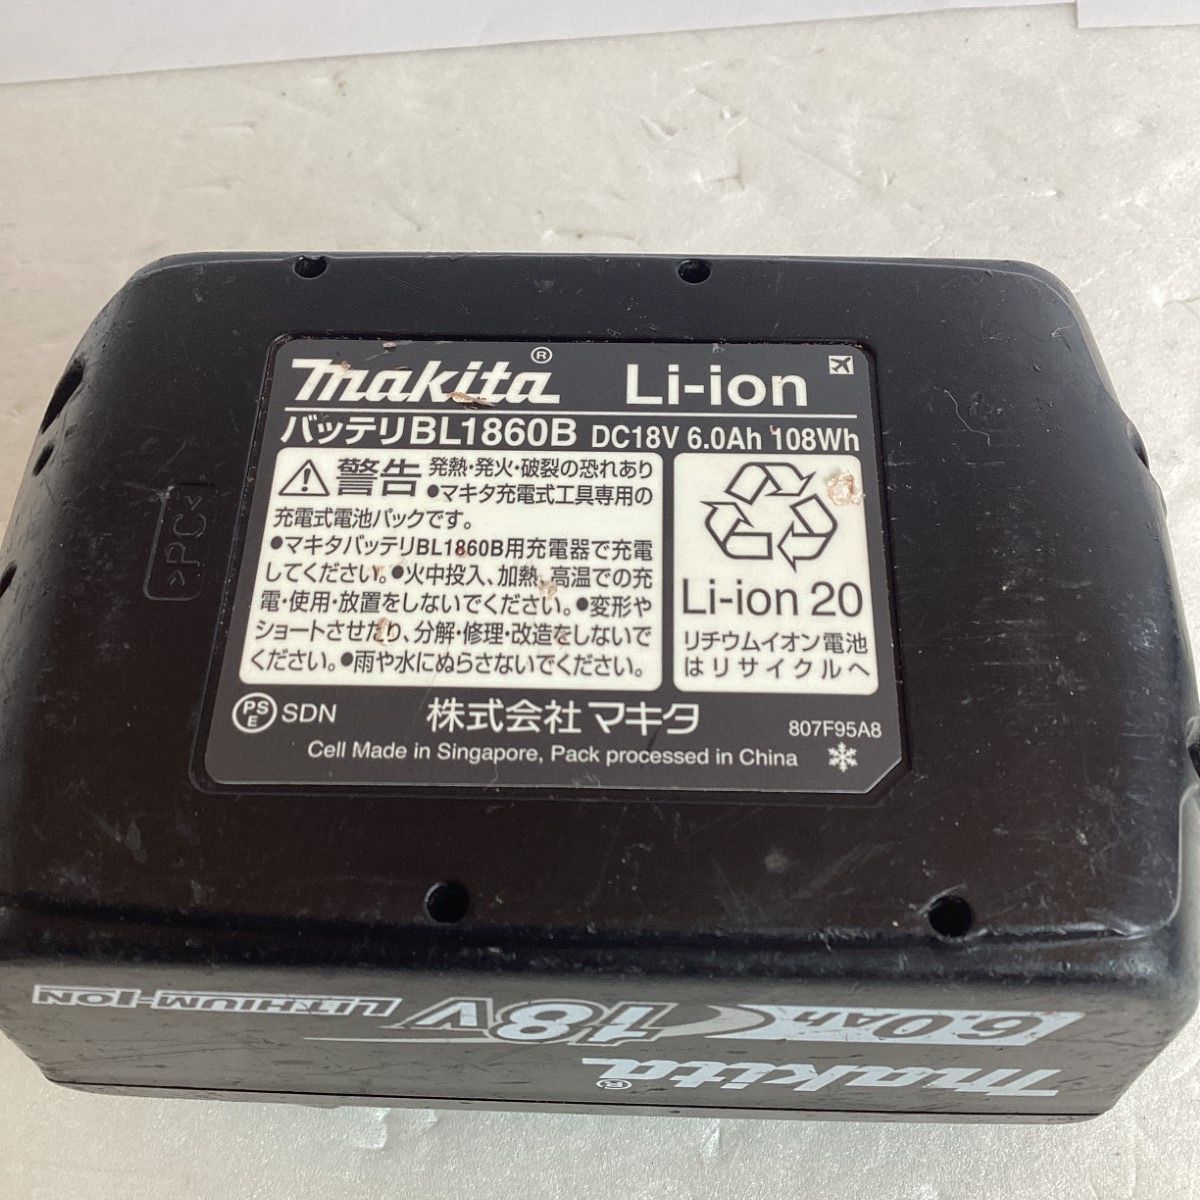 makita® Li-ion
バッテリBL1860B DC18V 6.0Ah 108Wh
警告 発熱・発火・破裂の恐れあり
●マキタ充電式工具専用の
充電式電池パックです。
●マキタバッテリBL1860B用充電器で充電
してください。●火中投入、加熱、高温での充
電・使用・放置をしないでください。●変形や
ショートさせたり、分解・修理・改造をしないで
ください。●雨や水にぬらさないでください。
Li-ion 20
リチウムイオン電池
はリサイクルへ
PS
E
SDN
株式会社マキタ
807F95A8
Cell Made in Singapore, Pack processed in China
>PC<
makita®
6.0Ah 18V LITHIUM-ION